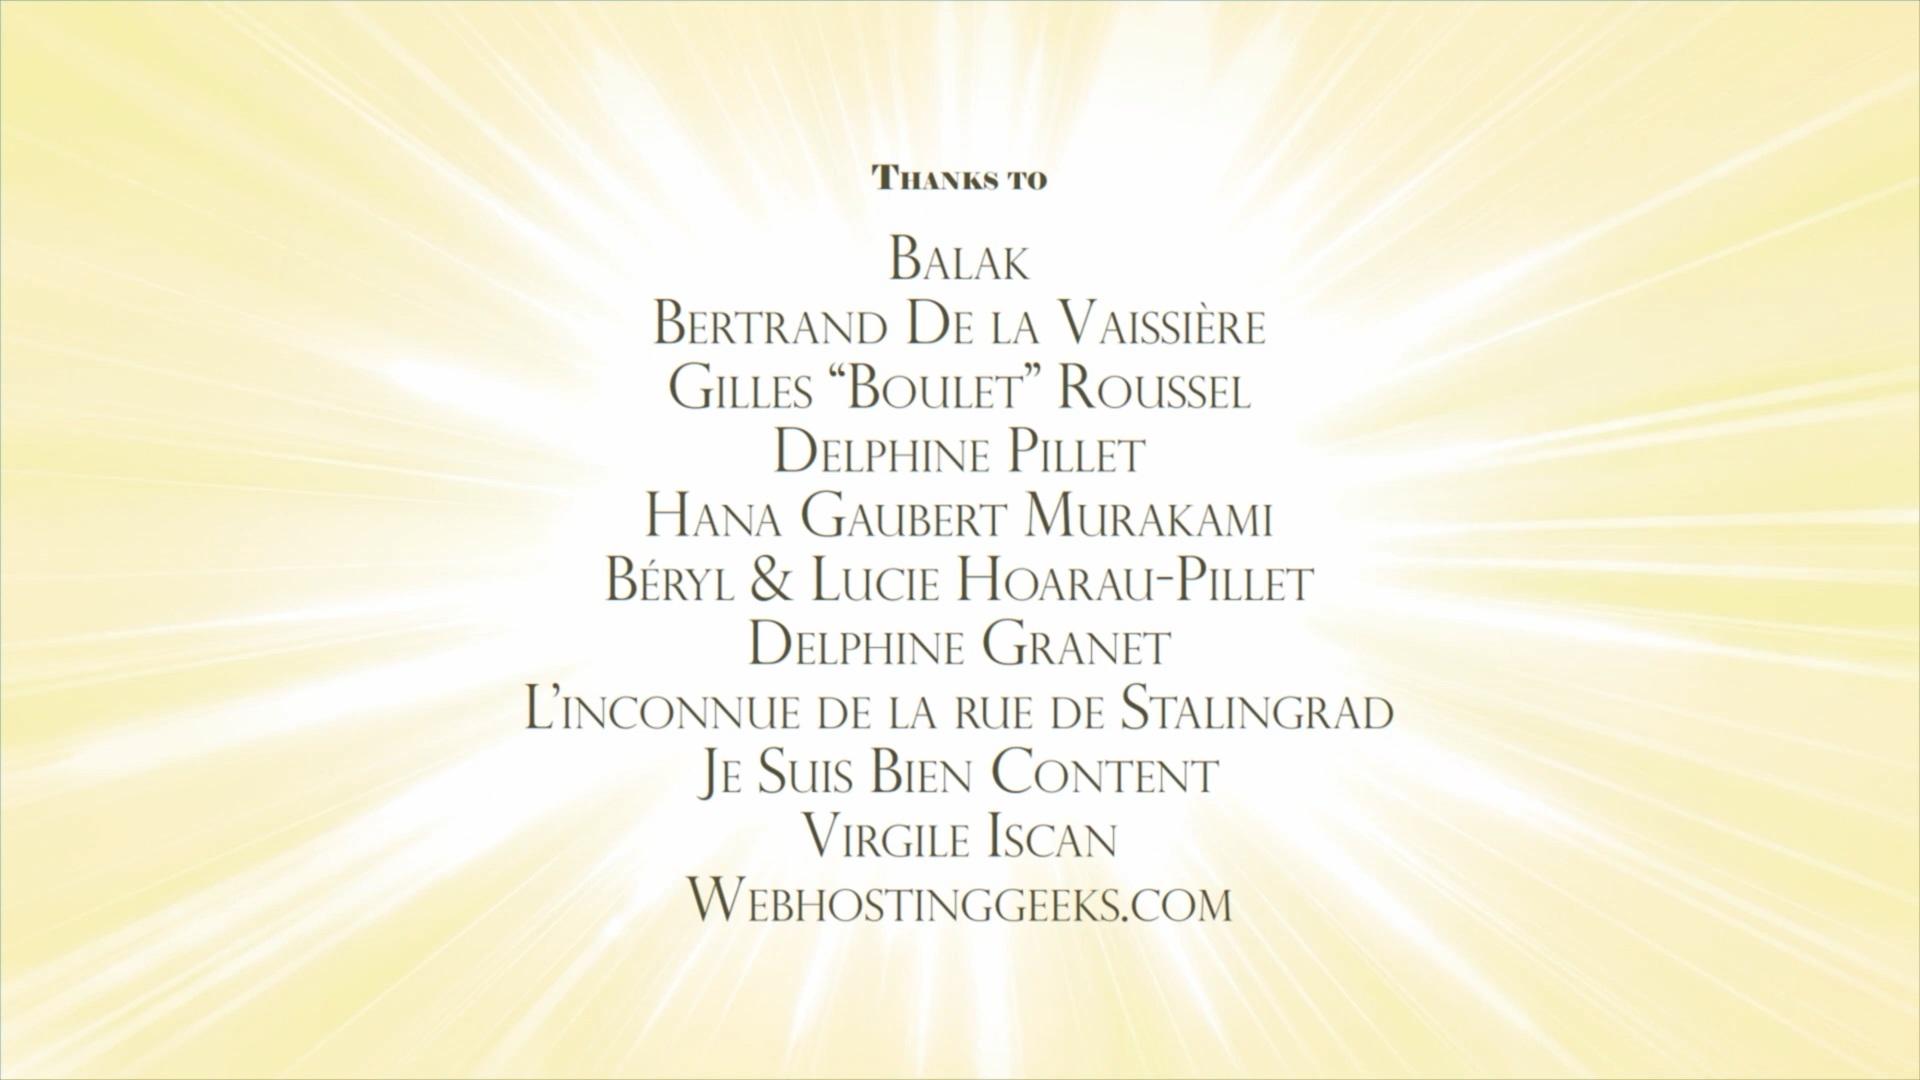 Thanks to
Balak
Bertrand De la Vaissière
Gilles “Boulet” Roussel
Delphine Pillet
Hana Gaubert Murakami
Béryl & Lucie Hoarau-Pillet
Delphine Granet
L’inconnue de la rue de Stalingrad
Je Suis Bien Content
Virgile Iscan
Webhostinggeeks.com